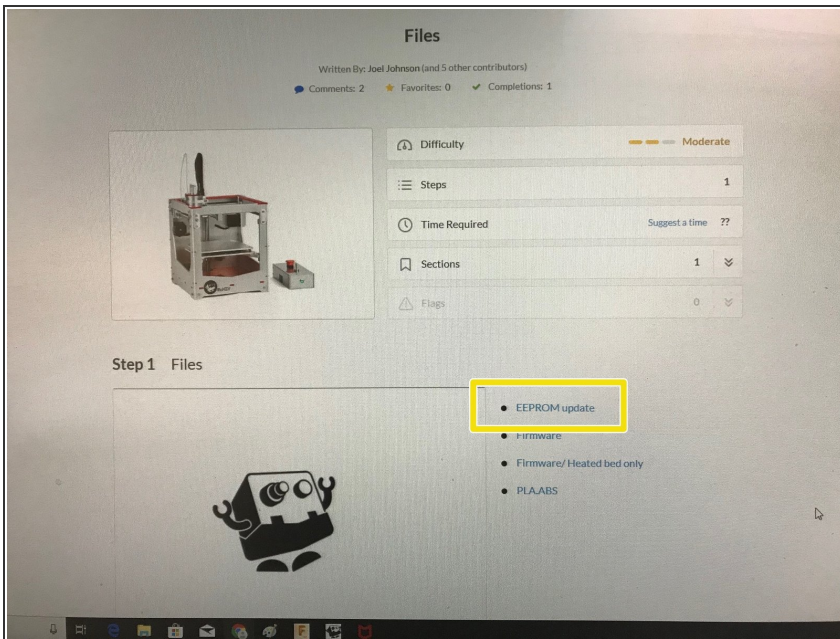 Files
Written By: Joel Johnson (and 5 other contributors)
Comments: 2 Favorites: 0 Completions: 1
Difficulty Moderate
Steps 1
Time Required Suggest a time ??
Sections 1
Flags 0
Step 1 Files
EEPROM update
Firmware
Firmware/ Heated bed only
PLA.ABS